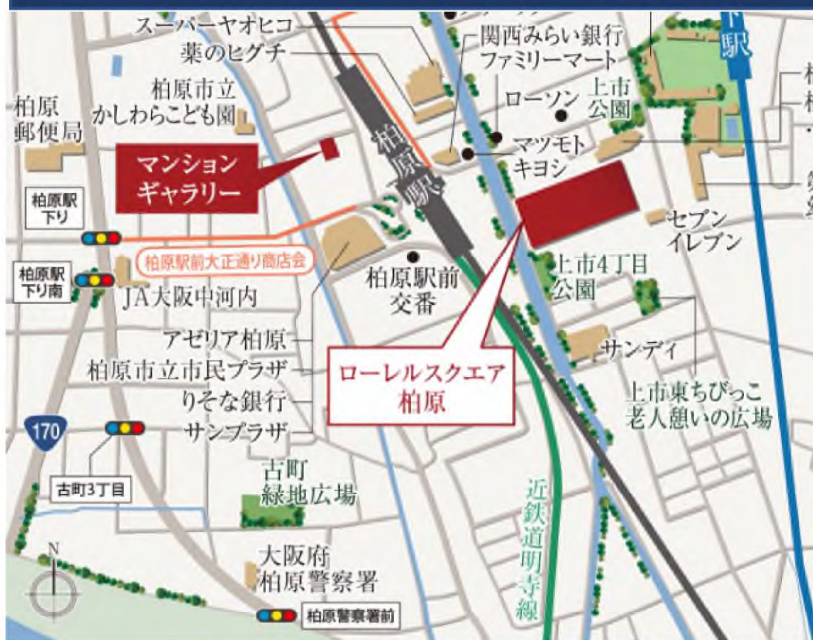 スーパーヤオヒコ
薬のヒグチ
関西みらい銀行
ファミリーマート
上市
公園
ローソン
柏原市立
かしわらこども園
柏原
郵便局
マンション
ギャラリー
柏原駅
マツモト
キヨシ
セブン
イレブン
柏原駅
下り
柏原駅前大正通り商店会
柏原駅
下り南
JA大阪中河内
柏原駅前
交番
上市4丁目
公園
アゼリア柏原
柏原市立市民プラザ
りそな銀行
サンプラザ
ローレルスクエア
柏原
サンディ
上市東ちびっこ
老人憩いの広場
170
古町3丁目
古町
緑地広場
近鉄道明寺線
大阪府
柏原警察署
N
柏原警察署前
駅